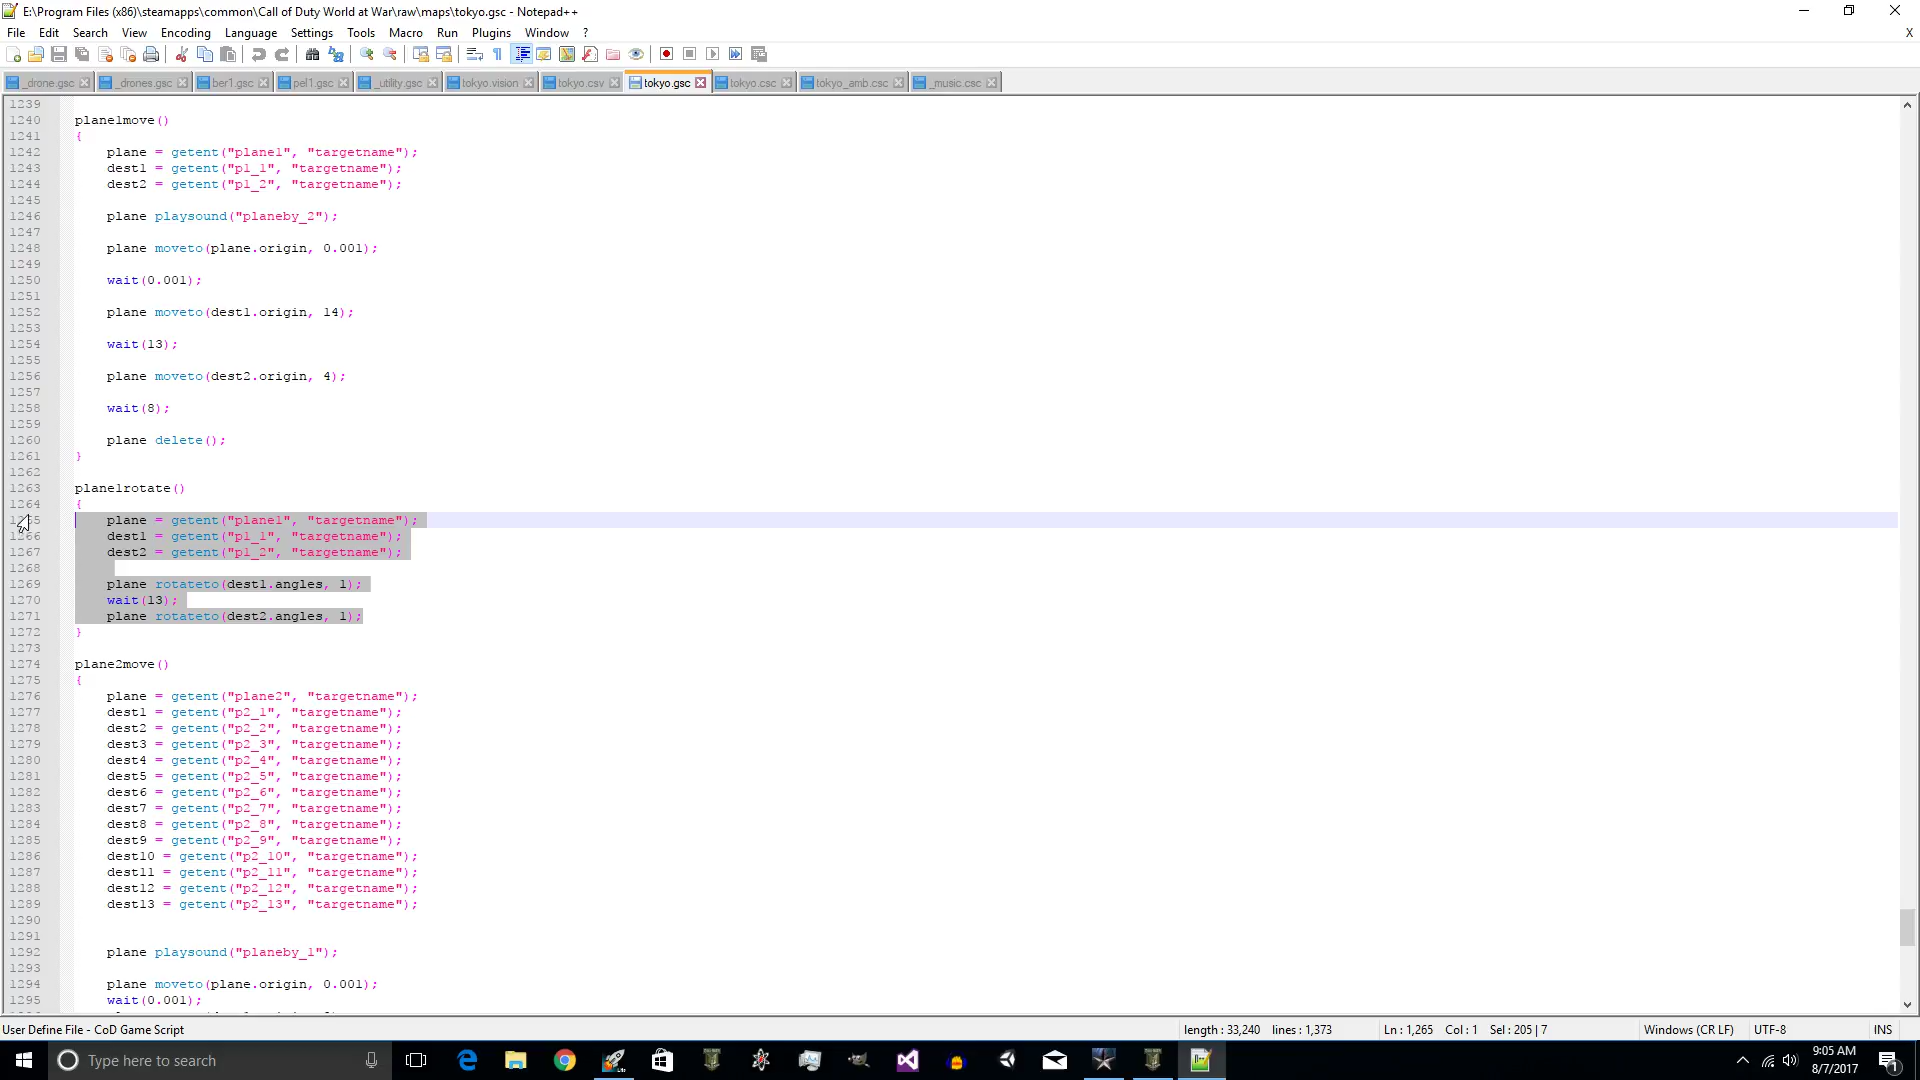 E:\Program Files (x86)\steamapps\common\Call of Duty World at War\raw\maps\tokyo.gsc - Notepad++
File Edit Search View Encoding Language Settings Tools Macro Run Plugins Window ? X
_drone.gsc _drones.gsc ber1.gsc pel1.gsc _utility.gsc tokyo.vision tokyo.csv tokyo.gsc tokyo.csc tokyo_amb.csc _music.csc
1239
1240 plane1move()
1241 {
1242 plane = getent("plane1", "targetname");
1243 dest1 = getent("p1_1", "targetname");
1244 dest2 = getent("p1_2", "targetname");
1245
1246 plane playsound("planeby_2");
1247
1248 plane moveto(plane.origin, 0.001);
1249
1250 wait(0.001);
1251
1252 plane moveto(dest1.origin, 14);
1253
1254 wait(13);
1255
1256 plane moveto(dest2.origin, 4);
1257
1258 wait(8);
1259
1260 plane delete();
1261 }
1262
1263 plane1rotate()
1264 {
1265 plane = getent("plane1", "targetname");
1266 dest1 = getent("p1_1", "targetname");
1267 dest2 = getent("p1_2", "targetname");
1268
1269 plane rotateto(dest1.angles, 1);
1270 wait(13);
1271 plane rotateto(dest2.angles, 1);
1272 }
1273
1274 plane2move()
1275 {
1276 plane = getent("plane2", "targetname");
1277 dest1 = getent("p2_1", "targetname");
1278 dest2 = getent("p2_2", "targetname");
1279 dest3 = getent("p2_3", "targetname");
1280 dest4 = getent("p2_4", "targetname");
1281 dest5 = getent("p2_5", "targetname");
1282 dest6 = getent("p2_6", "targetname");
1283 dest7 = getent("p2_7", "targetname");
1284 dest8 = getent("p2_8", "targetname");
1285 dest9 = getent("p2_9", "targetname");
1286 dest10 = getent("p2_10", "targetname");
1287 dest11 = getent("p2_11", "targetname");
1288 dest12 = getent("p2_12", "targetname");
1289 dest13 = getent("p2_13", "targetname");
1290
1291
1292 plane playsound("planeby_1");
1293
1294 plane moveto(plane.origin, 0.001);
1295 wait(0.001);
User Define File - CoD Game Script length : 33,240 lines : 1,373 Ln : 1,265 Col : 1 Sel : 205 | 7 Windows (CR LF) UTF-8 INS
Type here to search
9:05 AM
8/7/2017
1